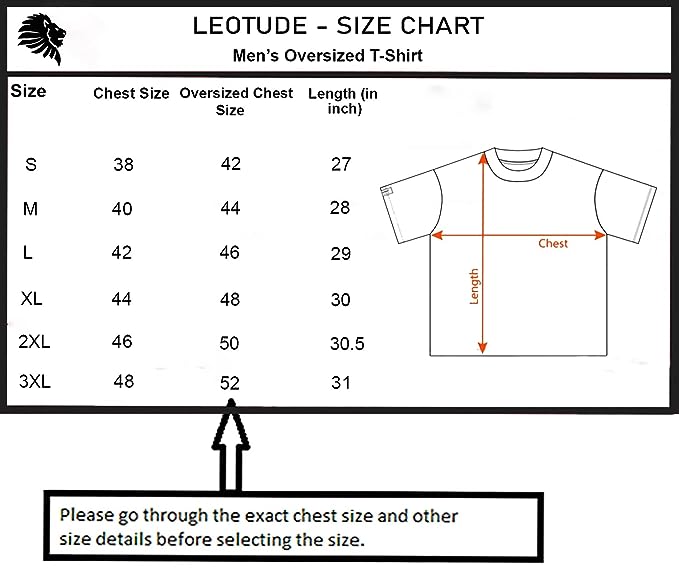 LEOTUDE - SIZE CHART
Men's Oversized T-Shirt
Size Chest Size Oversized Chest Size Length (in inch)
S 38 42 27
M 40 44 28
L 42 46 29
XL 44 48 30
2XL 46 50 30.5
3XL 48 52 31
Chest
Length
Please go through the exact chest size and other
size details before selecting the size.